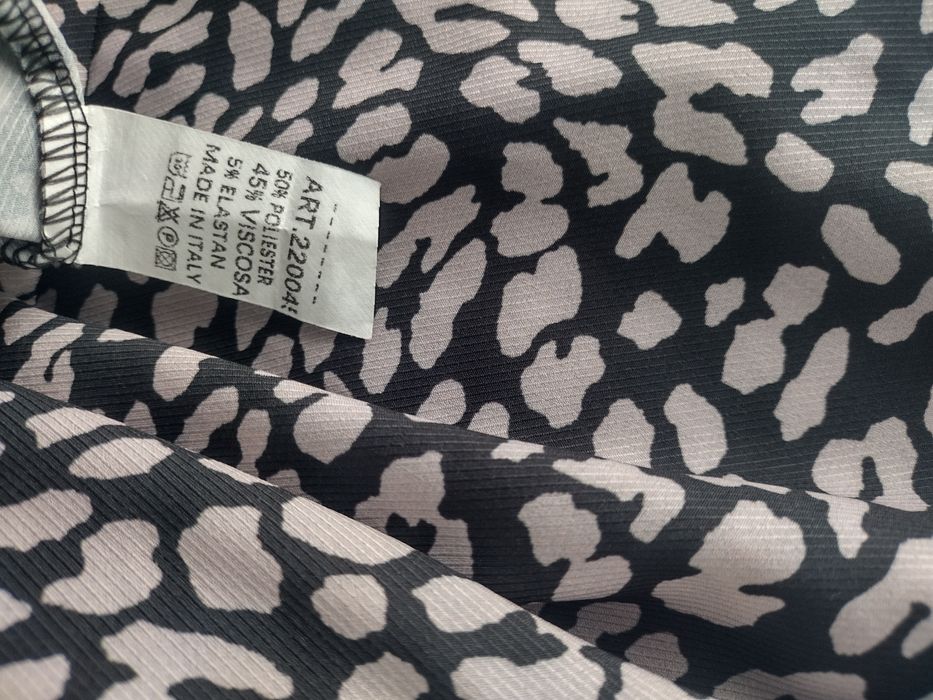 ART.22004
50% POLIESTER
45% VISCOSA
5% ELASTAN
MADE IN ITALY